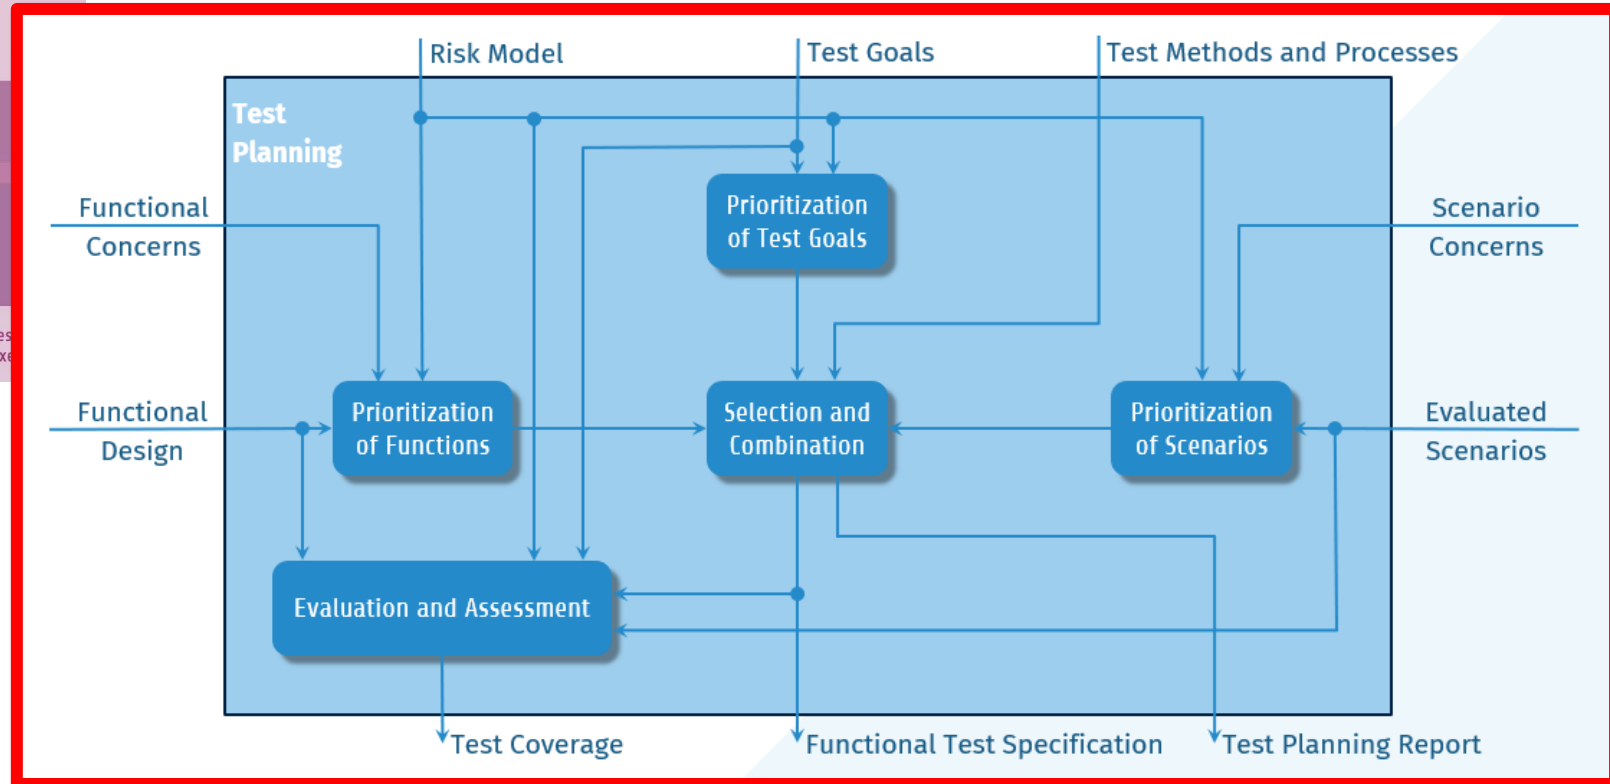 Risk Model
Test Goals
Test Methods and Processes
Test
Planning
Functional
Concerns
Prioritization
of Test Goals
Scenario
Concerns
Functional
Design
Prioritization
of Functions
Selection and
Combination
Prioritization
of Scenarios
Evaluated
Scenarios
Evaluation and Assessment
Test Coverage
Functional Test Specification
Test Planning Report